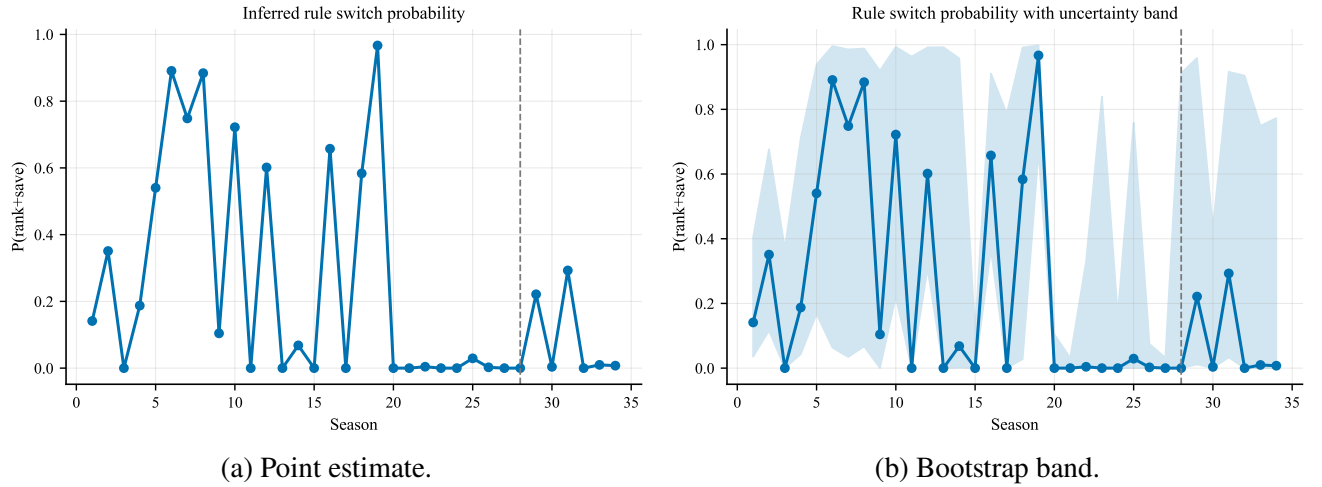 Inferred rule switch probability
P(rank+save)
1.0
0.8
0.6
0.4
0.2
0.0
0 5 10 15 20 25 30 35
Season
(a) Point estimate.
Rule switch probability with uncertainty band
P(rank+save)
1.0
0.8
0.6
0.4
0.2
0.0
0 5 10 15 20 25 30 35
Season
(b) Bootstrap band.